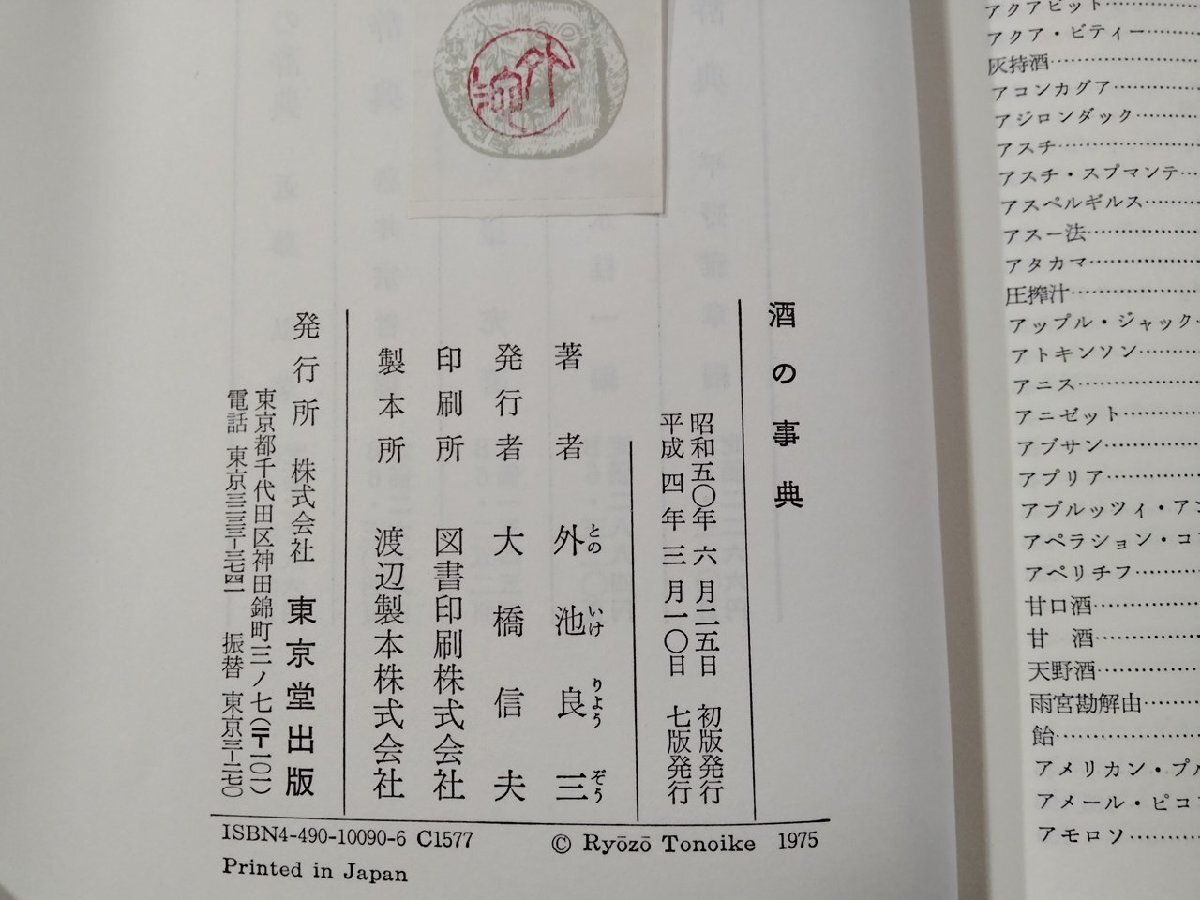 酒の事典
昭和五〇年 六 月二五日 初版発行
平成 四 年 三 月一〇日 七版発行
著者 外池良三
とのいけりようぞう
発行者 大橋信夫
印刷所 図書印刷株式会社
製本所 渡辺製本株式会社
発行所 株式会社 東京堂出版
東京都千代田区神田錦町三ノ七(〒一〇一)
電話 東京三二三三-三七四一 振替 東京三-二七〇
ISBN4-490-10090-6 C1577 © Ryōzō Tonoike 1975
Printed in Japan
アクアビット
アクア・ビティー
灰持酒
アコンカグア
アジロンダック
アスチ
アスチ・スプマンテ
アスペルギルス
アスー法
アタカマ
圧搾汁
アップル・ジャック
アトキンソン
アニス
アニゼット
アブサン
アプリア
アブルッツィ・ア
アペラション・コ
アペリチフ
甘口酒
甘 酒
天野酒
雨宮勘解由
飴
アメリカン・プ
アメール・ピコ
アモロソ